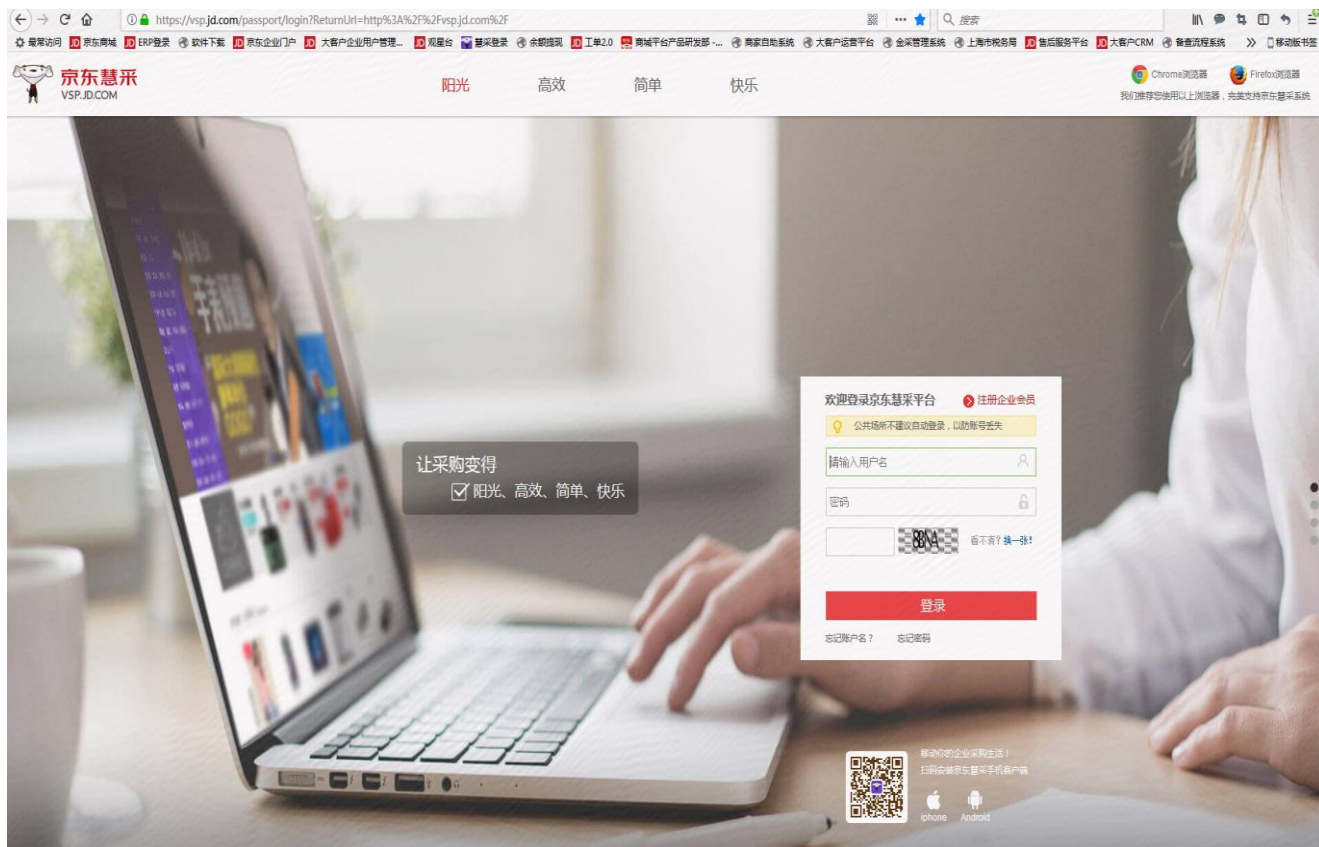 https://vsp.jd.com/passport/login?ReturnUrl=http%3A%2F%2Fvsp.jd.com%2F
搜索
最常访问 京东商城 ERP登录 软件下载 京东企业门户 大客户企业用户管理... 观星台 慧采登录 余额提现 工单2.0 商城平台产品研发部 -... 商家自助系统 大客户运营平台 金采管理系统 上海市税务局 售后服务平台 大客户CRM 备查流程系统 移动版书签
京东慧采
VSP.JD.COM
阳光 高效 简单 快乐
Chrome浏览器 Firefox浏览器
我们推荐您使用以上浏览器，完美支持京东慧采系统
让采购变得
阳光、高效、简单、快乐
欢迎登录京东慧采平台 注册企业会员
公共场所不建议自动登录，以防账号丢失
请输入用户名
密码
看不清？换一张！
登录
忘记账户名？ 忘记密码
移动你的企业采购生活！
扫码安装京东慧采手机客户端
iphone Android